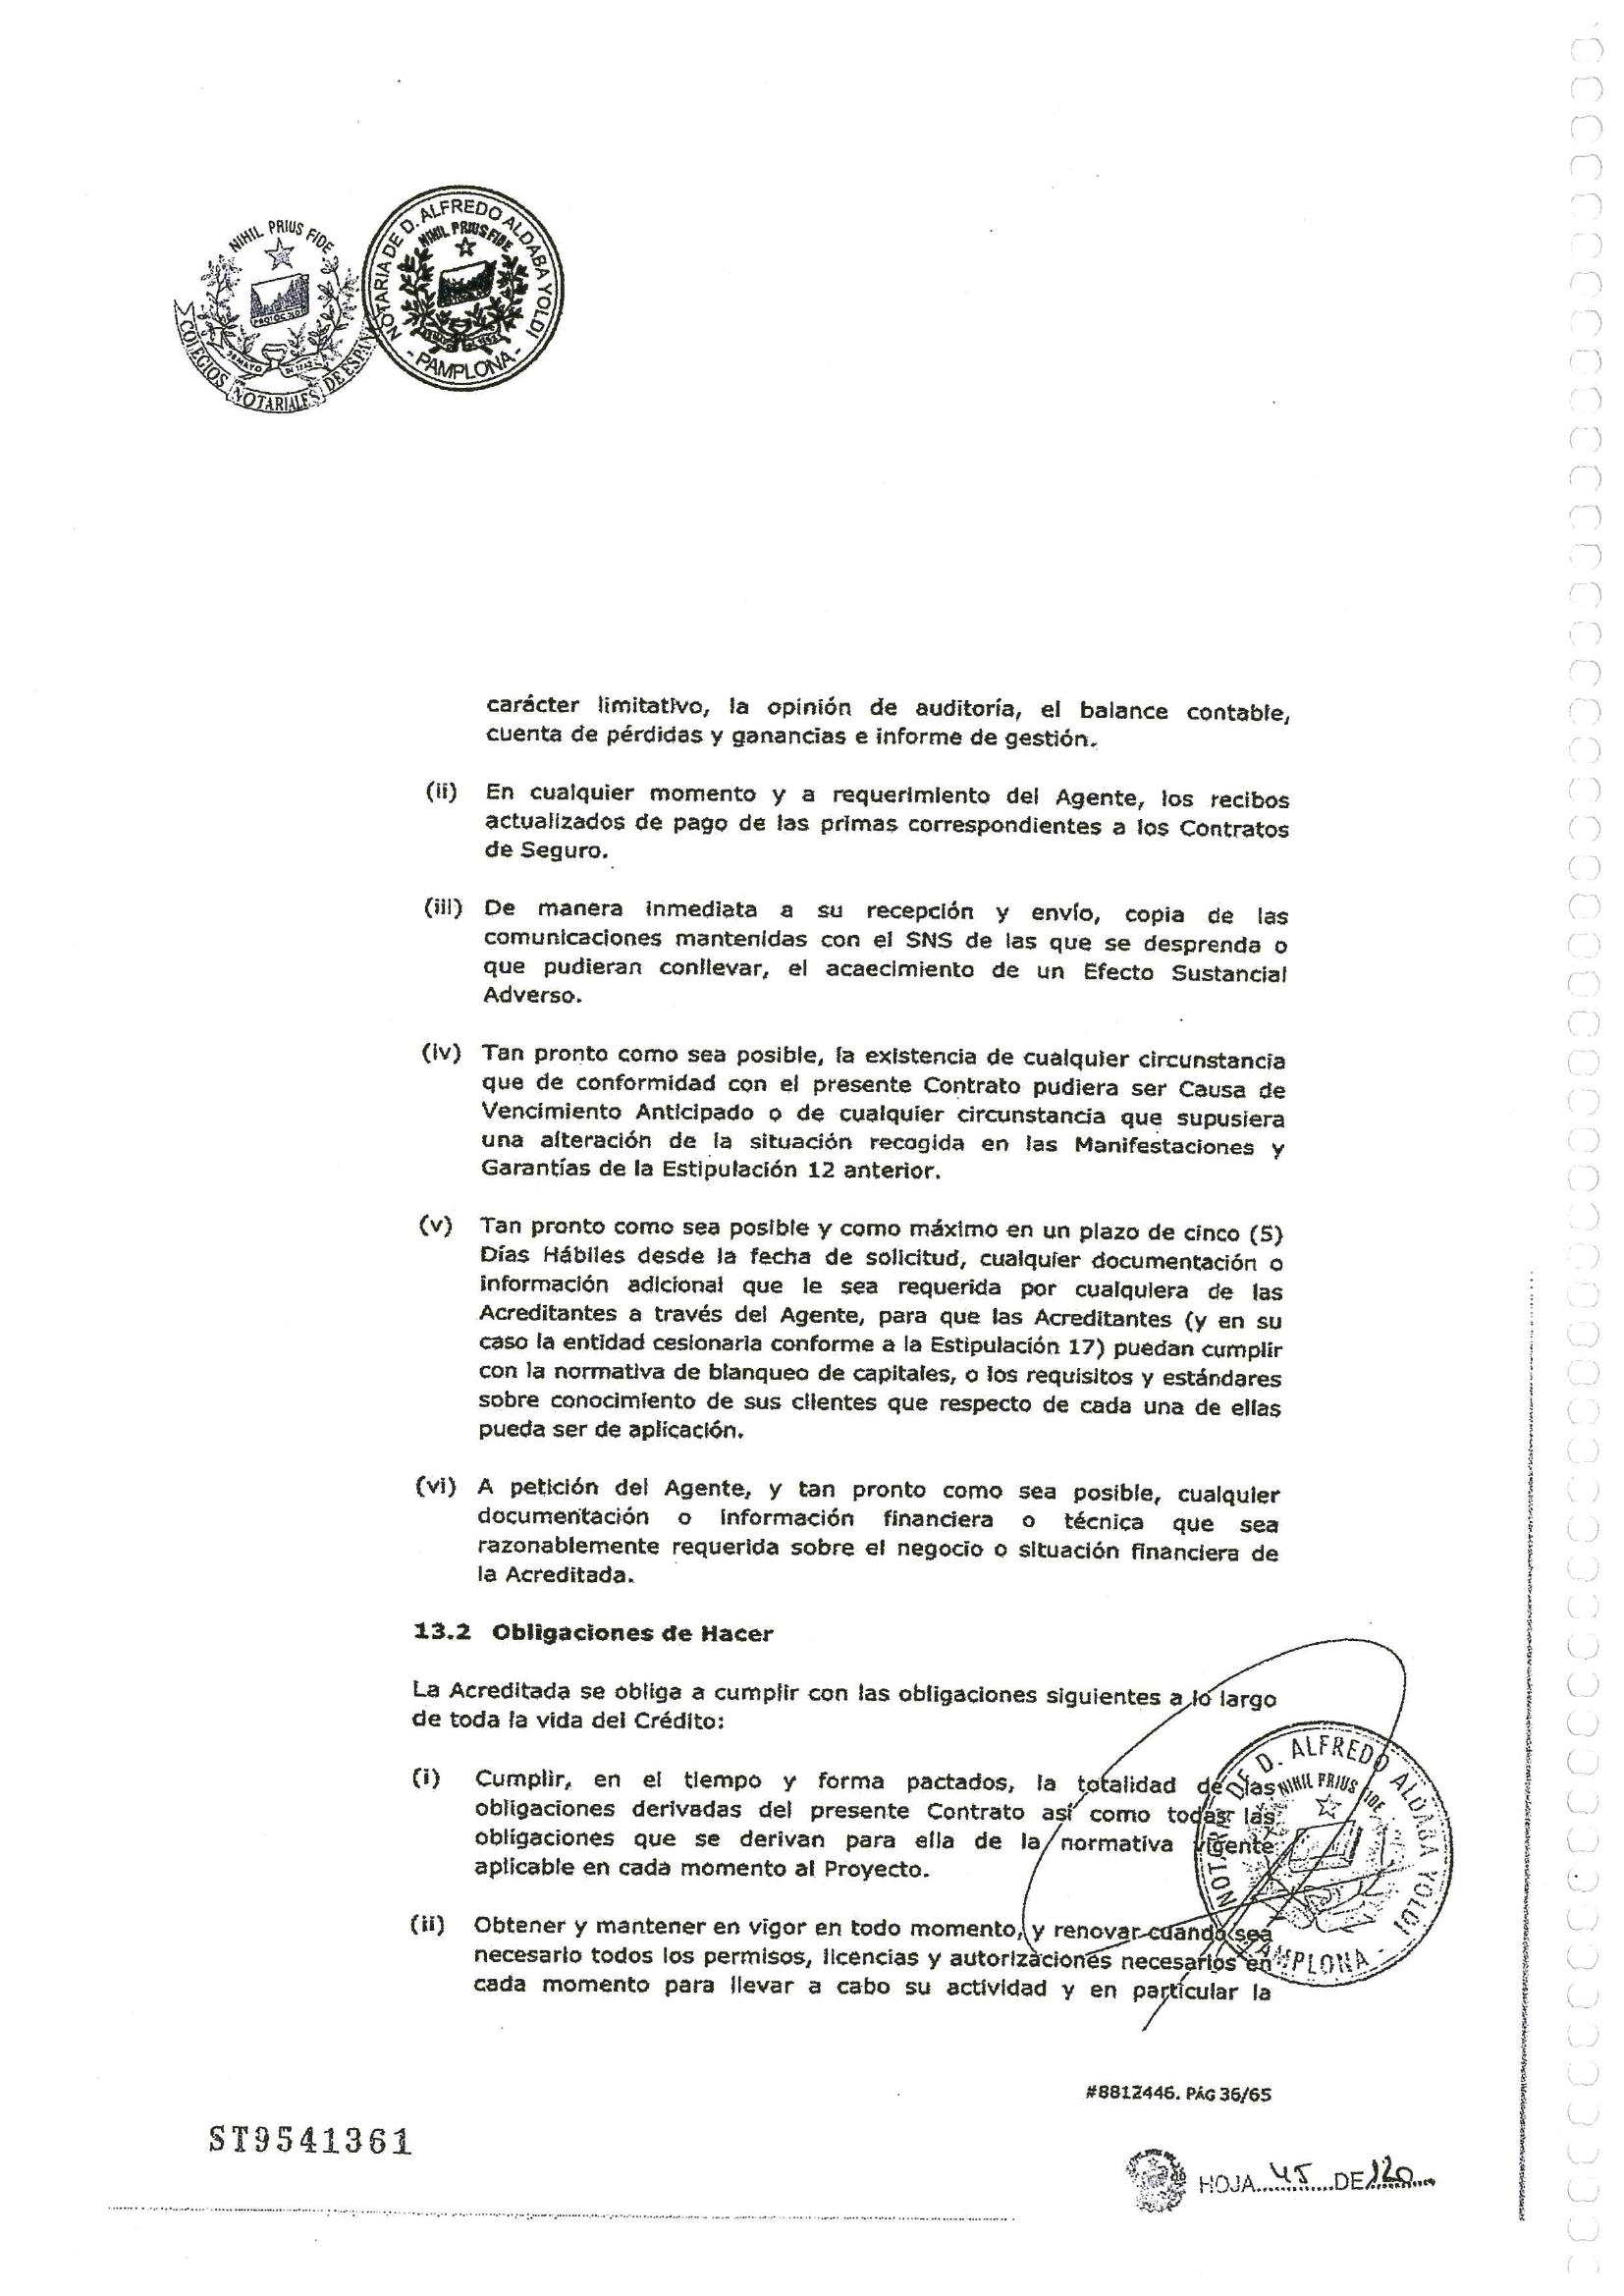 NIHIL PRIUS FIDE
COLEGIOS NOTARIALES DE ESPAÑ
NOTARIA DE D. ALFREDO ALDABA YOLDI
NIHIL PRIUS FIDE
- PAMPLONA -
carácter limitativo, la opinión de auditoría, el balance contable,
cuenta de pérdidas y ganancias e informe de gestión.
(ii) En cualquier momento y a requerimiento del Agente, los recibos
actualizados de pago de las primas correspondientes a los Contratos
de Seguro.
(iii) De manera inmediata a su recepción y envío, copia de las
comunicaciones mantenidas con el SNS de las que se desprenda o
que pudieran conllevar, el acaecimiento de un Efecto Sustancial
Adverso.
(iv) Tan pronto como sea posible, la existencia de cualquier circunstancia
que de conformidad con el presente Contrato pudiera ser Causa de
Vencimiento Anticipado o de cualquier circunstancia que supusiera
una alteración de la situación recogida en las Manifestaciones y
Garantías de la Estipulación 12 anterior.
(v) Tan pronto como sea posible y como máximo en un plazo de cinco (5)
Días Hábiles desde la fecha de solicitud, cualquier documentación o
información adicional que le sea requerida por cualquiera de las
Acreditantes a través del Agente, para que las Acreditantes (y en su
caso la entidad cesionaria conforme a la Estipulación 17) puedan cumplir
con la normativa de blanqueo de capitales, o los requisitos y estándares
sobre conocimiento de sus clientes que respecto de cada una de ellas
pueda ser de aplicación.
(vi) A petición del Agente, y tan pronto como sea posible, cualquier
documentación o información financiera o técnica que sea
razonablemente requerida sobre el negocio o situación financiera de
la Acreditada.
13.2 Obligaciones de Hacer
La Acreditada se obliga a cumplir con las obligaciones siguientes a lo largo
de toda la vida del Crédito:
(i) Cumplir, en el tiempo y forma pactados, la totalidad de las
obligaciones derivadas del presente Contrato así como todas las
obligaciones que se derivan para ella de la normativa vigente
aplicable en cada momento al Proyecto.
(ii) Obtener y mantener en vigor en todo momento, y renovar cuando sea
necesario todos los permisos, licencias y autorizaciones necesarios en
cada momento para llevar a cabo su actividad y en particular la
DE D. ALFREDO ALDABA YOLDI
NIHIL PRIUS FIDE
#8812446. PÁG 36/65
ST9541361
HOJA 45 DE 120